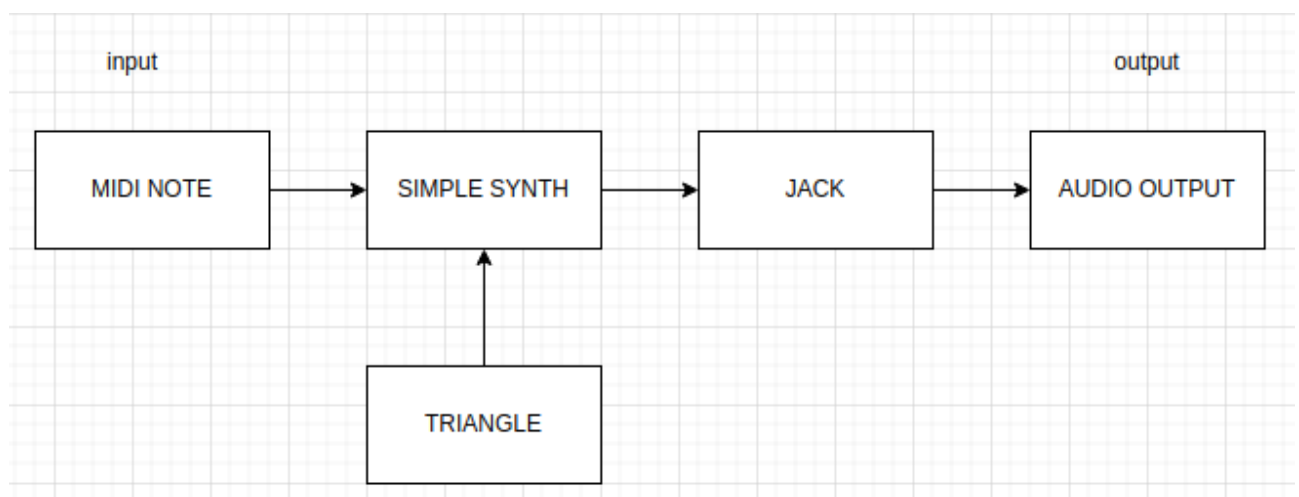 input
output
MIDI NOTE
SIMPLE SYNTH
JACK
AUDIO OUTPUT
TRIANGLE